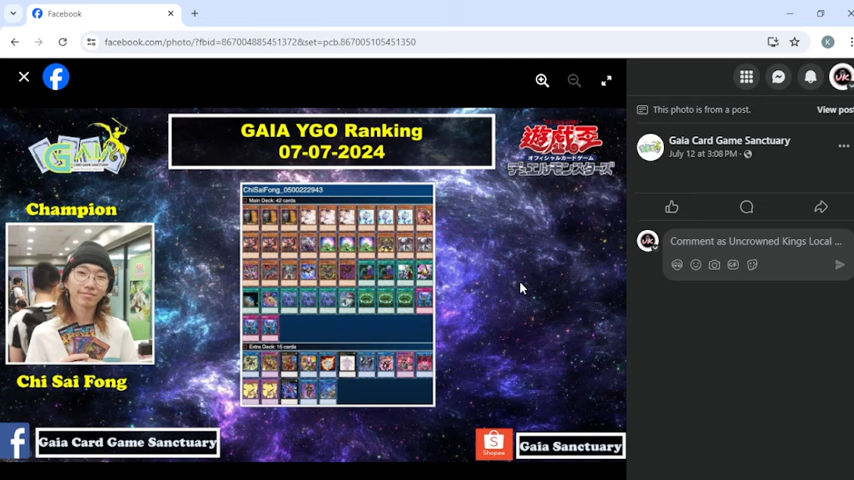 Facebook
facebook.com/photo/?fbid=867004885451372&set=pcb.867005105451350
K
This photo is from a post.
View post
Gaia Card Game Sanctuary
July 12 at 3:08 PM ·
Comment as Uncrowned Kings Local ...
GAIA YGO Ranking
07-07-2024
遊戯王
オフィシャルカードゲーム
デュエルモンスターズ
Champion
ChiSaiFong_0500222943
Main Deck: 42 cards
Extra Deck: 15 cards
Chi Sai Fong
Gaia Card Game Sanctuary
Shopee
Gaia Sanctuary